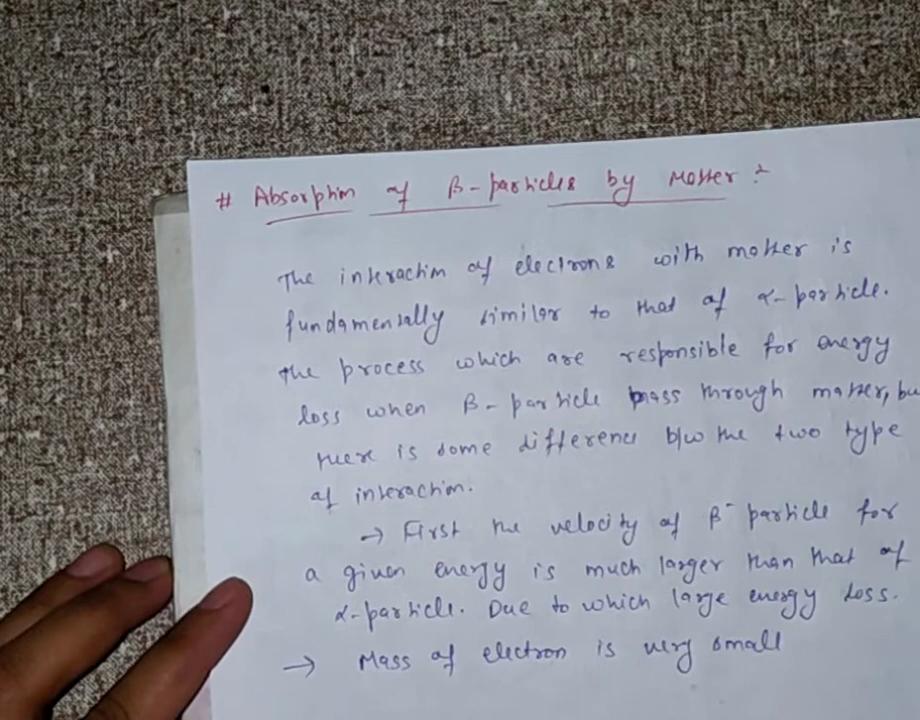 # Absorption of β-particles by Matter :
The interaction of electrons with matter is
fundamentally similar to that of α-particle.
The process which are responsible for energy
loss when β-particle pass through matter, bu
there is some difference b/w the two type
of interaction.
→ First the velocity of β⁻ particle for
a given energy is much larger than that of
α-particle. Due to which large energy loss.
→ Mass of electron is very small